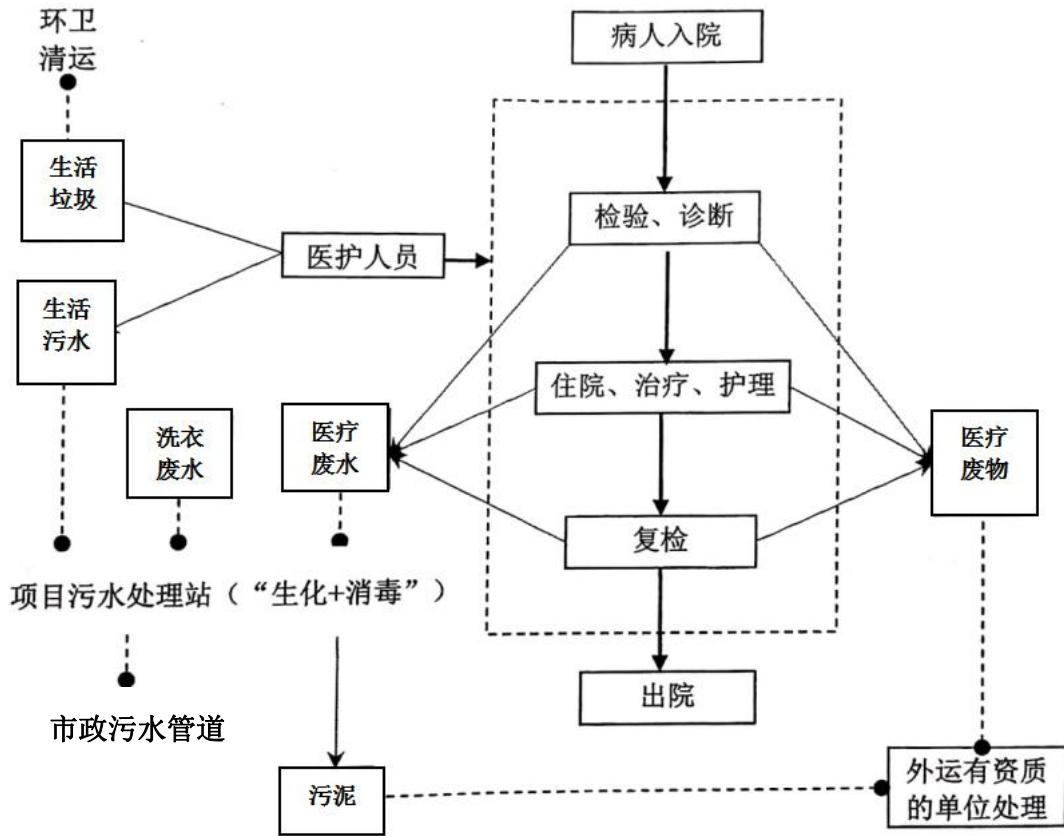 环卫
清运
病人入院
生活
垃圾
检验、诊断
医护人员
生活
污水
住院、治疗、护理
洗衣
废水
医疗
废水
医疗
废物
复检
项目污水处理站（“生化+消毒”）
出院
市政污水管道
污泥
外运有资质
的单位处理